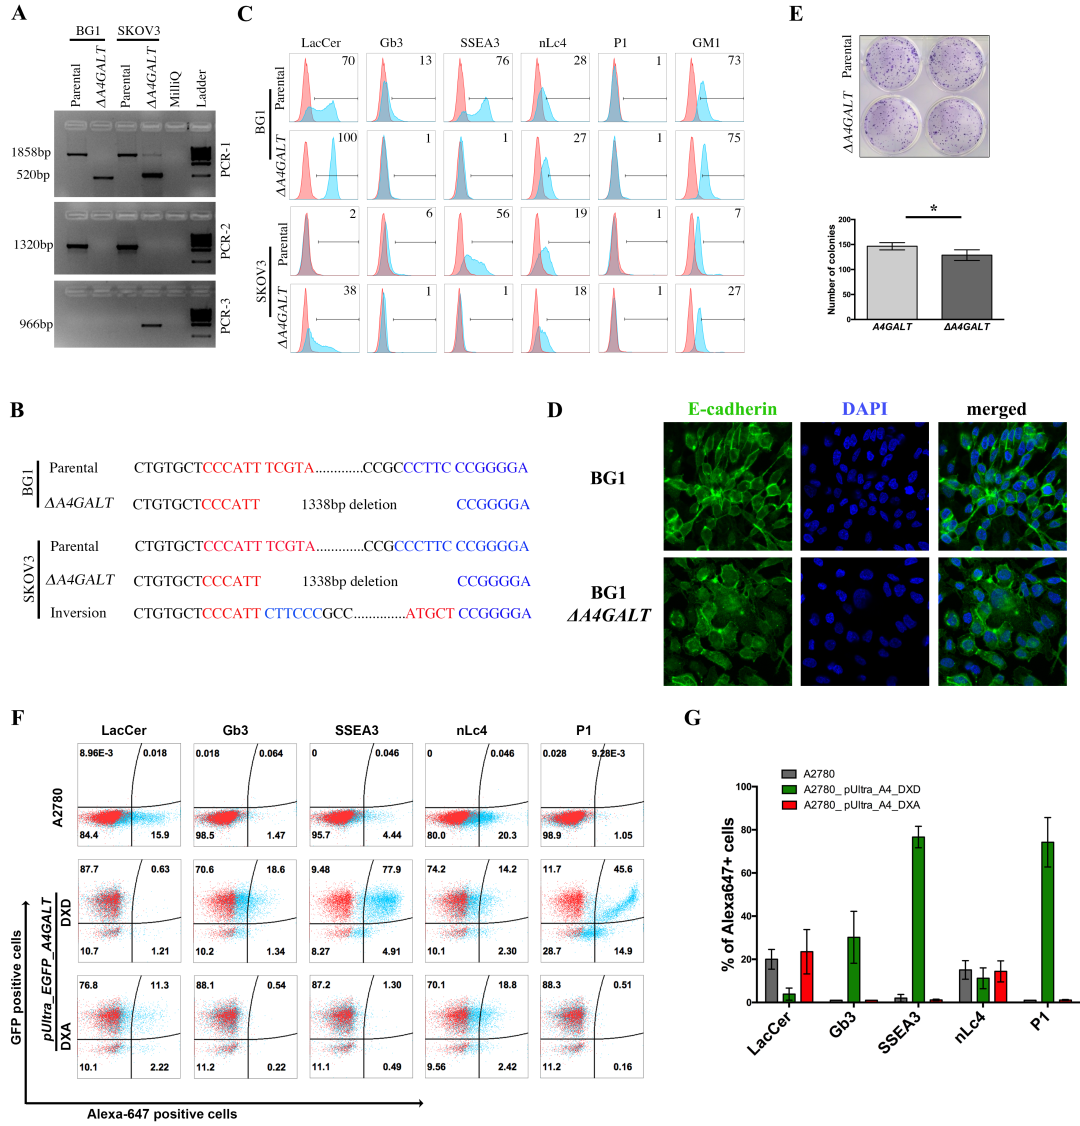 A
BG1 SKOV3
Parental
ΔA4GALT
Parental
ΔA4GALT
MilliQ
Ladder
1858bp
520bp
PCR-1
1320bp
PCR-2
966bp
PCR-3
C
LacCer Gb3 SSEA3 nLc4 P1 GM1
BG1
Parental
70 13 76 28 1 73
ΔA4GALT
100 1 1 27 1 75
SKOV3
Parental
2 6 56 19 1 7
ΔA4GALT
38 1 1 18 1 27
E
Parental
ΔA4GALT
*
Number of colonies
200
150
100
50
0
A4GALT ΔA4GALT
B
BG1
Parental CTGTGCTCCCATT TCGTA.............CCGCCCTTC CCGGGGA
ΔA4GALT CTGTGCTCCCATT 1338bp deletion CCGGGGA
SKOV3
Parental CTGTGCTCCCATT TCGTA.............CCGCCCTTC CCGGGGA
ΔA4GALT CTGTGCTCCCATT 1338bp deletion CCGGGGA
Inversion CTGTGCTCCCATT CTTCCCGCC..............ATGCT CCGGGGA
D
E-cadherin DAPI merged
BG1
BG1
ΔA4GALT
F
LacCer Gb3 SSEA3 nLc4 P1
A2780
8.96E-3 0.018 0.018 0.064 0 0.046 0 0.046 0.028 9.28E-3
84.4 15.9 98.5 1.47 95.7 4.44 80.0 20.3 98.9 1.05
GFP positive cells
pUltra_EGFP_A4GALT
DXD
87.7 0.63 70.6 18.6 9.48 77.9 74.2 14.2 11.7 45.6
10.7 1.21 10.2 1.34 8.27 4.91 10.1 2.30 28.7 14.9
DXA
76.8 11.3 88.1 0.54 87.2 1.30 70.1 18.8 88.3 0.51
10.1 2.22 11.2 0.22 11.1 0.49 9.56 2.42 11.2 0.16
Alexa-647 positive cells
G
A2780
A2780_ pUltra_A4_DXD
A2780_ pUltra_A4_DXA
% of Alexa647+ cells
100
80
60
40
20
0
LacCer Gb3 SSEA3 nLc4 P1